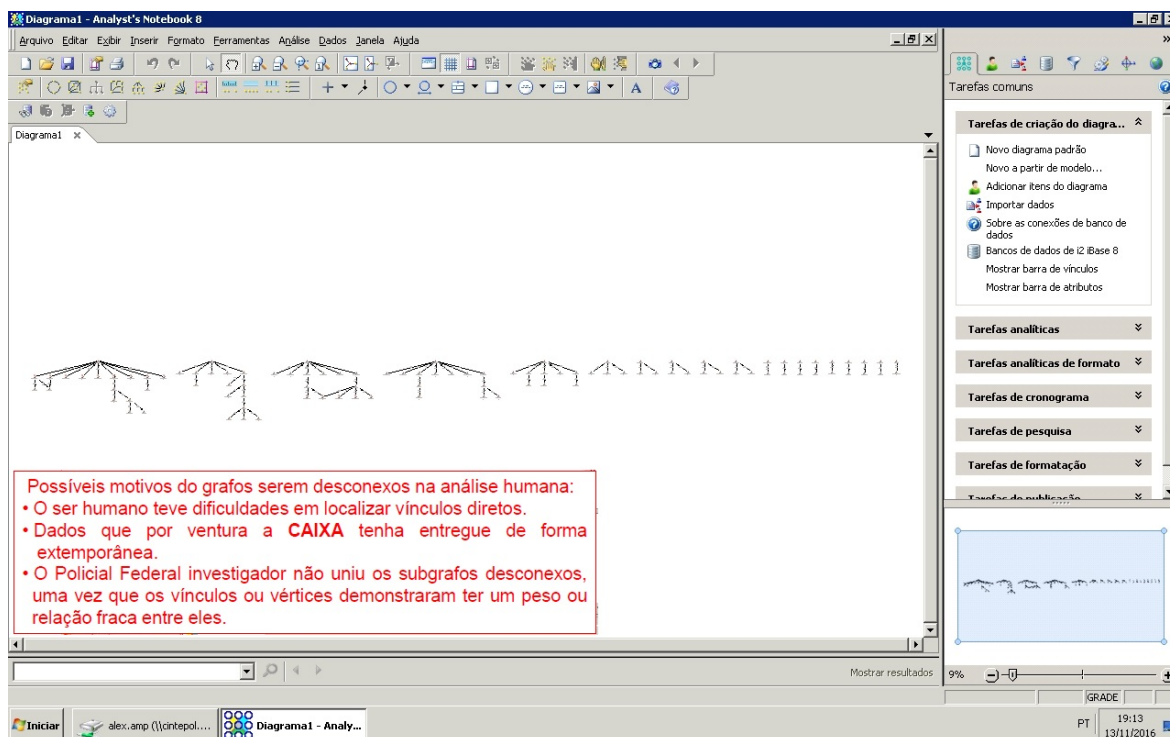 Diagrama1 - Analyst's Notebook 8
Arquivo Editar Exibir Inserir Formato Ferramentas Análise Dados Janela Ajuda
Diagrama1 x
Tarefas comuns
Tarefas de criação do diagra...
Novo diagrama padrão
Novo a partir de modelo...
Adicionar itens do diagrama
Importar dados
Sobre as conexões de banco de
dados
Bancos de dados de i2 iBase 8
Mostrar barra de vínculos
Mostrar barra de atributos
Tarefas analíticas
Tarefas analíticas de formato
Tarefas de cronograma
Tarefas de pesquisa
Tarefas de formatação
Tarefas de publicação
Possíveis motivos do grafos serem desconexos na análise humana:
• O ser humano teve dificuldades em localizar vínculos diretos.
• Dados que por ventura a CAIXA tenha entregue de forma
extemporânea.
• O Policial Federal investigador não uniu os subgrafos desconexos,
uma vez que os vínculos ou vértices demonstraram ter um peso ou
relação fraca entre eles.
Mostrar resultados
9%
GRADE
Iniciar
alex.amp (\\cintepol....
Diagrama1 - Analy...
PT
19:13
13/11/2016